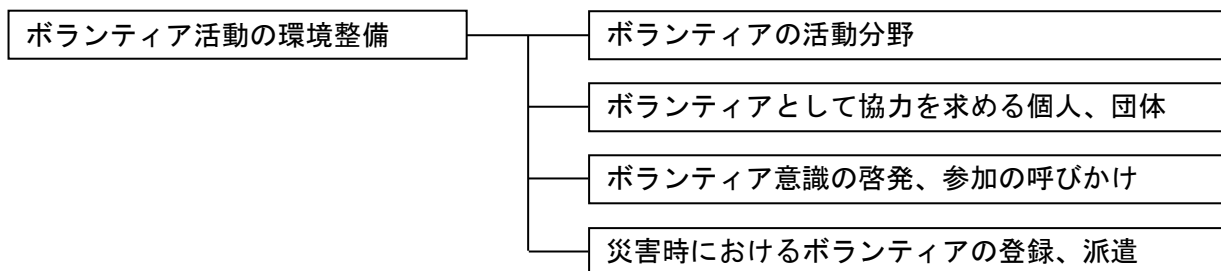 ボランティア活動の環境整備
ボランティアの活動分野
ボランティアとして協力を求める個人、団体
ボランティア意識の啓発、参加の呼びかけ
災害時におけるボランティアの登録、派遣